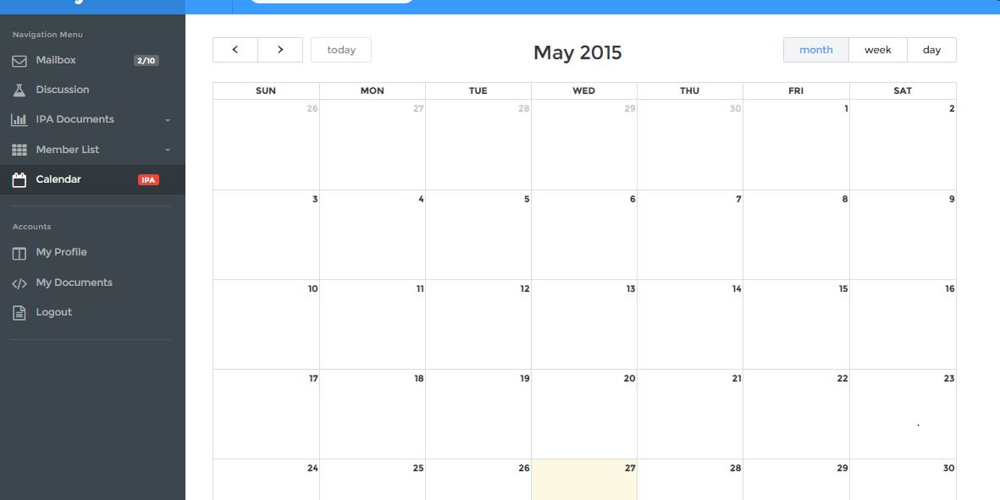 Navigation Menu
Mailbox 2/10
Discussion
IPA Documents
Member List
Calendar IPA
Accounts
My Profile
My Documents
Logout
today
May 2015
month week day
SUN MON TUE WED THU FRI SAT
26 27 28 29 30 1 2
3 4 5 6 7 8 9
10 11 12 13 14 15 16
17 18 19 20 21 22 23
24 25 26 27 28 29 30